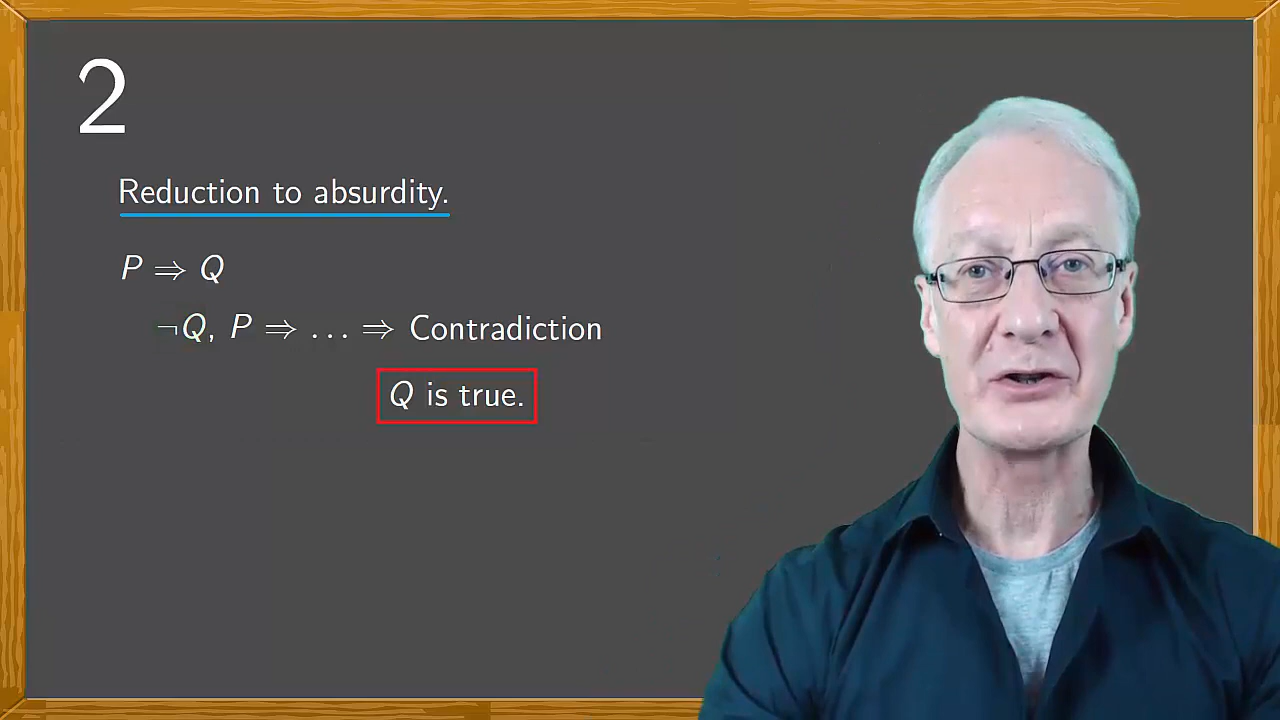 2
Reduction to absurdity.
P ⇒ Q
¬Q, P ⇒ ... ⇒ Contradiction
Q is true.